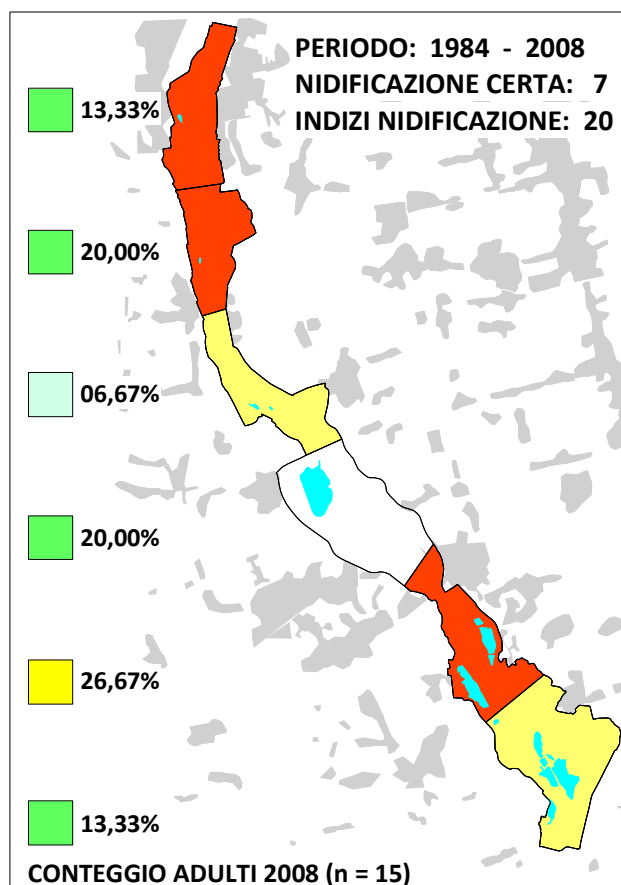 PERIODO: 1984 - 2008
NIDIFICAZIONE CERTA: 7
INDIZI NIDIFICAZIONE: 20
13,33%
20,00%
06,67%
20,00%
26,67%
13,33%
CONTEGGIO ADULTI 2008 (n = 15)